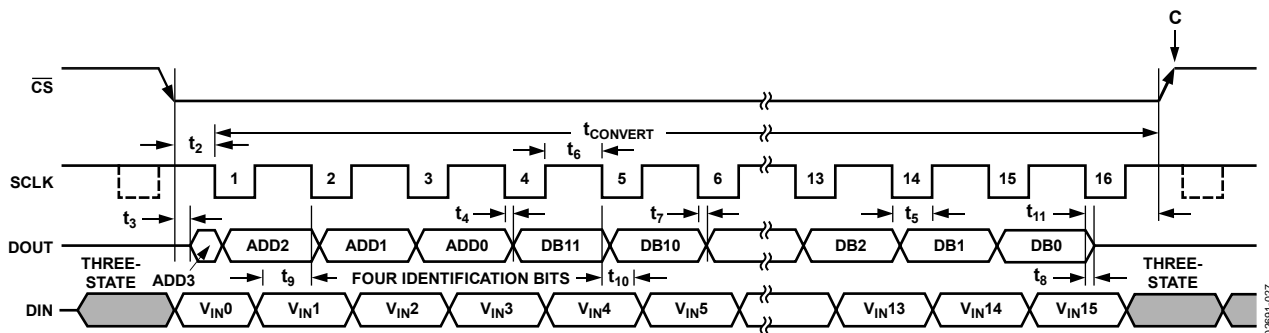 C
CS
t2
tCONVERT
t6
SCLK
1 2 3 4 5 6 13 14 15 16
t3
t4
t7
t5
t11
DOUT
ADD2 ADD1 ADD0 DB11 DB10 DB2 DB1 DB0
THREE-
STATE
ADD3
t9
FOUR IDENTIFICATION BITS
t10
t8
THREE-
STATE
DIN
VIN0 VIN1 VIN2 VIN3 VIN4 VIN5 VIN13 VIN14 VIN15